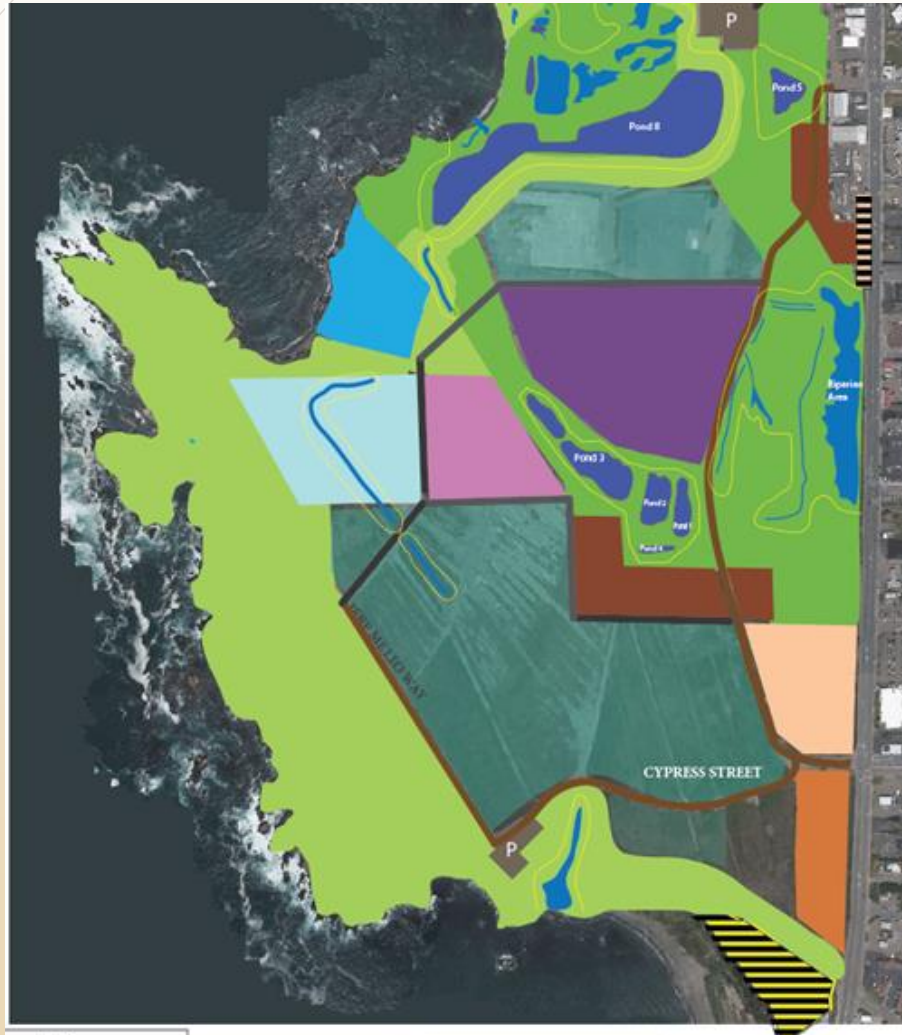 P
Pond 5
Pond 8
Riparian
Area
Pond 3
Pond 2
Pond 1
Pond 4
CYPRESS STREET
P